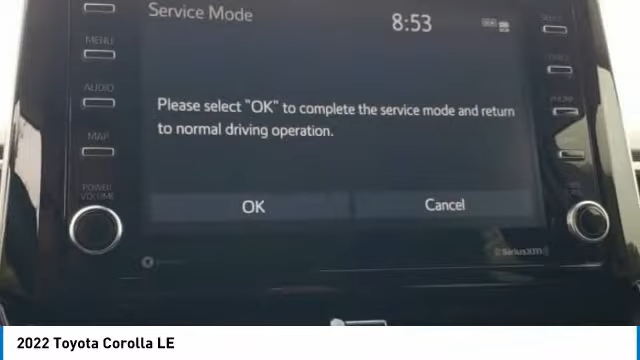 Service Mode
8:53
MENU
AUDIO
MAP
POWER
VOLUME
PHONE
Please select "OK" to complete the service mode and return
to normal driving operation.
OK
Cancel
SiriusXM
2022 Toyota Corolla LE